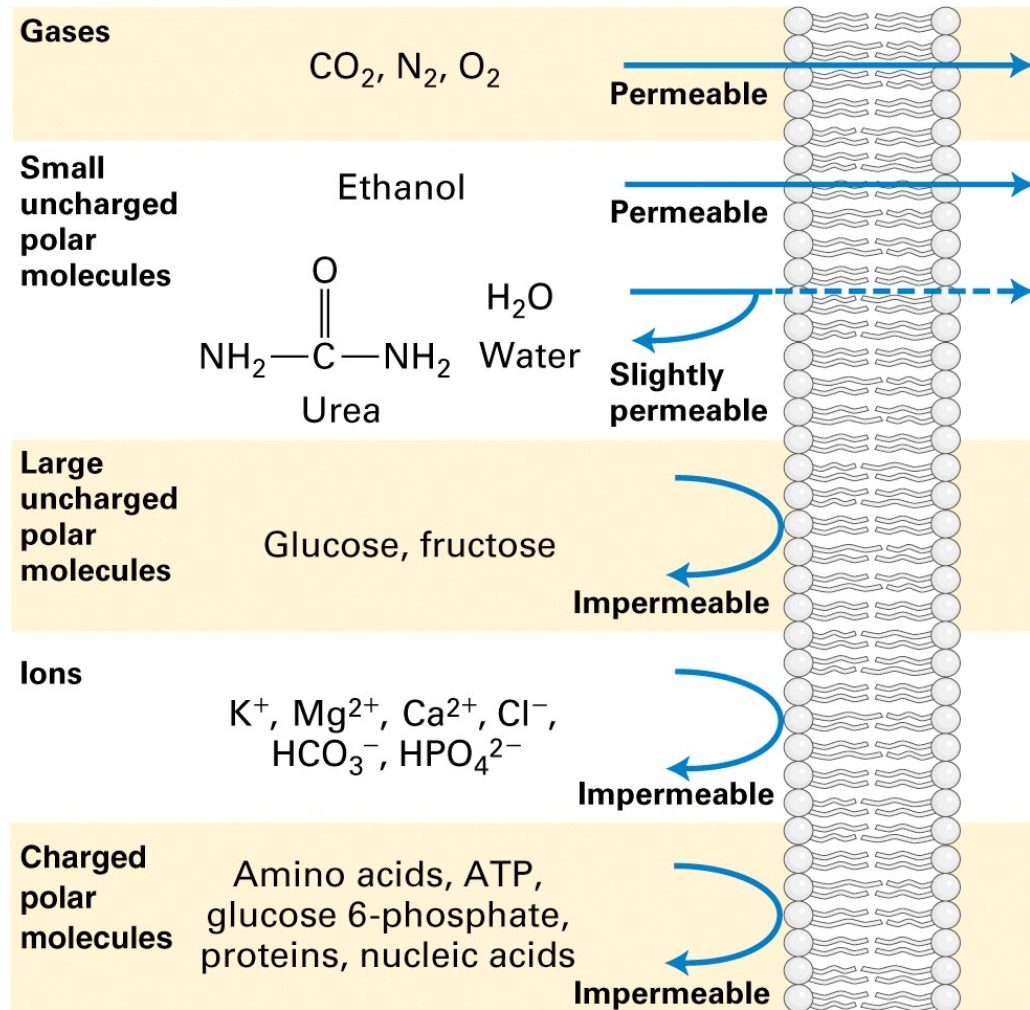 Gases
CO₂, N₂, O₂
Permeable
Small
uncharged
polar
molecules
Ethanol
Permeable
O
NH₂—C—NH₂
Urea
H₂O
Water
Slightly
permeable
Large
uncharged
polar
molecules
Glucose, fructose
Impermeable
Ions
K⁺, Mg²⁺, Ca²⁺, Cl⁻,
HCO₃⁻, HPO₄²⁻
Impermeable
Charged
polar
molecules
Amino acids, ATP,
glucose 6-phosphate,
proteins, nucleic acids
Impermeable